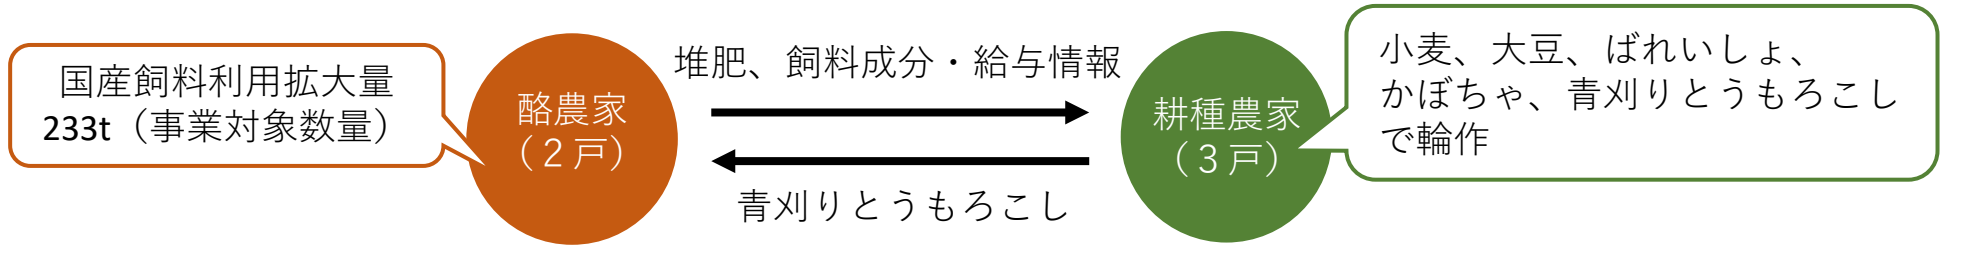 国産飼料利用拡大量
233t（事業対象数量）
酪農家
（２戸）
堆肥、飼料成分・給与情報
青刈りとうもろこし
耕種農家
（３戸）
小麦、大豆、ばれいしょ、
かぼちゃ、青刈りとうもろこし
で輪作